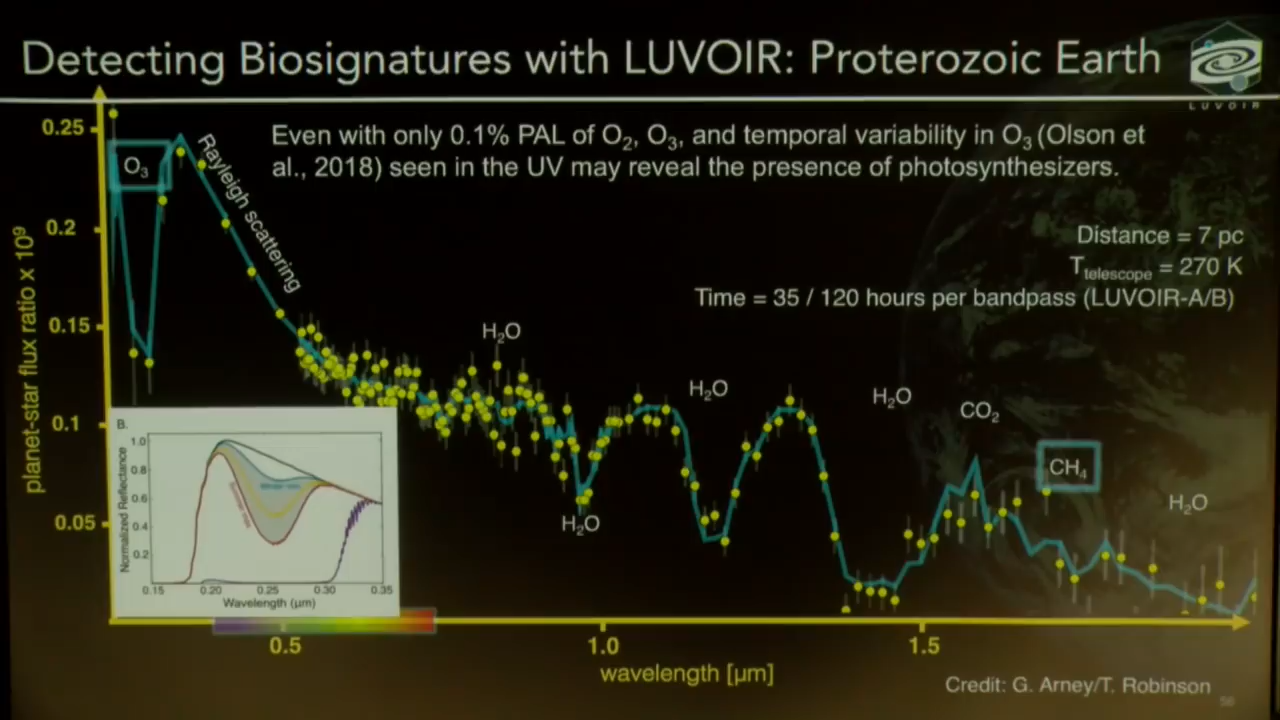 Detecting Biosignatures with LUVOIR: Proterozoic Earth
LUVOIR
Even with only 0.1% PAL of O₂, O₃, and temporal variability in O₃ (Olson et
al., 2018) seen in the UV may reveal the presence of photosynthesizers.
Distance = 7 pc
T telescope = 270 K
Time = 35 / 120 hours per bandpass (LUVOIR-A/B)
planet-star flux ratio x 10⁹
0.25
0.2
0.15
0.1
0.05
O₃
Rayleigh scattering
H₂O
H₂O
H₂O
H₂O
CO₂
CH₄
H₂O
B.
Normalized Reflectance
1.0
0.8
0.6
0.4
0.2
0.15
0.20
0.25
0.30
0.35
Wavelength (μm)
0.5
1.0
1.5
wavelength [μm]
Credit: G. Arney/T. Robinson